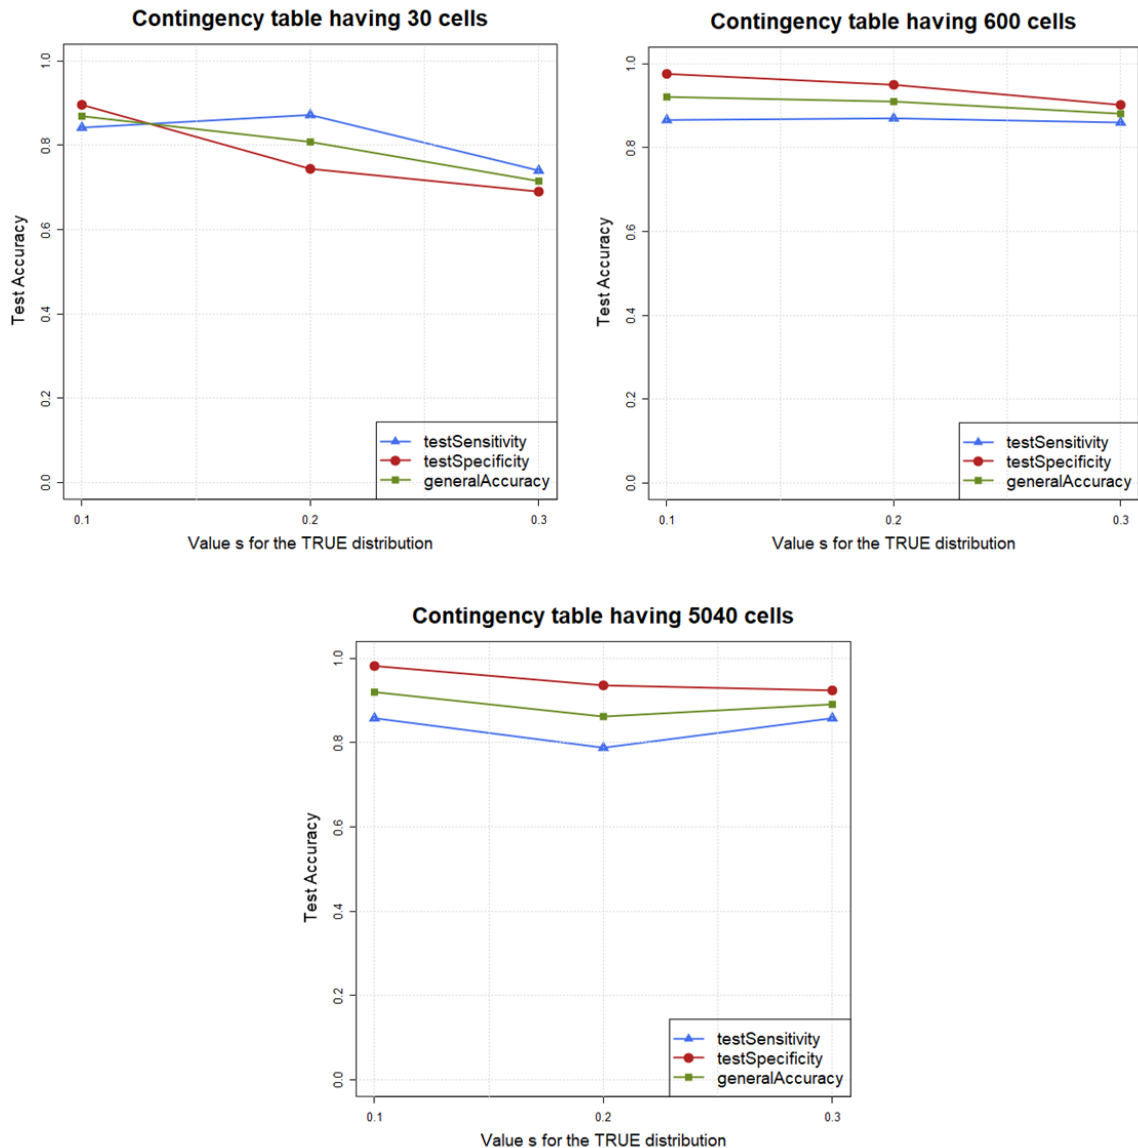 Contingency table having 30 cells
Test Accuracy
1.0
0.8
0.6
0.4
0.2
0.0
testSensitivity
testSpecificity
generalAccuracy
0.1 0.2 0.3
Value s for the TRUE distribution
Contingency table having 600 cells
Test Accuracy
1.0
0.8
0.6
0.4
0.2
0.0
testSensitivity
testSpecificity
generalAccuracy
0.1 0.2 0.3
Value s for the TRUE distribution
Contingency table having 5040 cells
Test Accuracy
1.0
0.8
0.6
0.4
0.2
0.0
testSensitivity
testSpecificity
generalAccuracy
0.1 0.2 0.3
Value s for the TRUE distribution